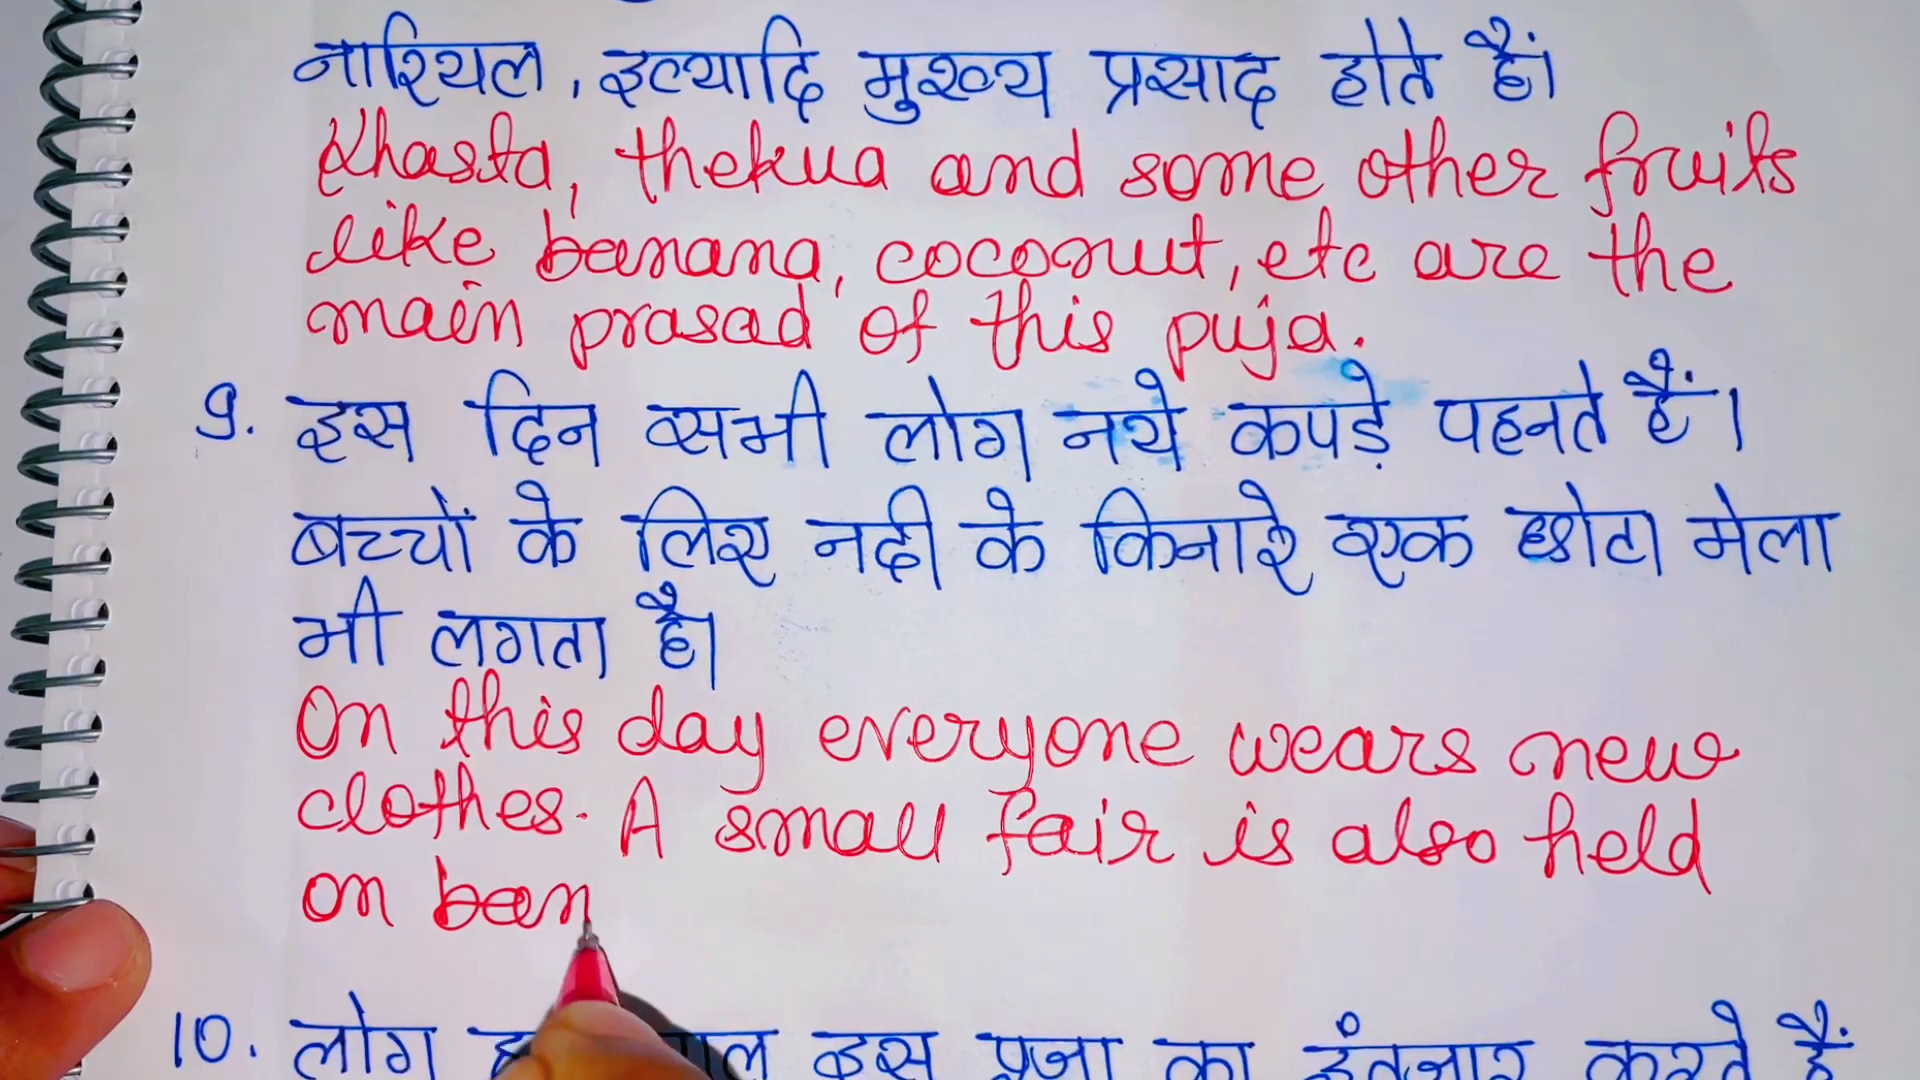 नारियल, इत्यादि मुख्य प्रसाद होते हैं।
Khasta, thekua and some other fruits
like banana, coconut, etc are the
main prasad of this puja.
9. इस दिन सभी लोग नये कपड़े पहनते हैं।
बच्चों के लिए नदी के किनारे एक छोटा मेला
भी लगता है।
On this day everyone wears new
clothes. A small fair is also held
on ban
10. लोग इस पूजा का इंतजार करते हैं